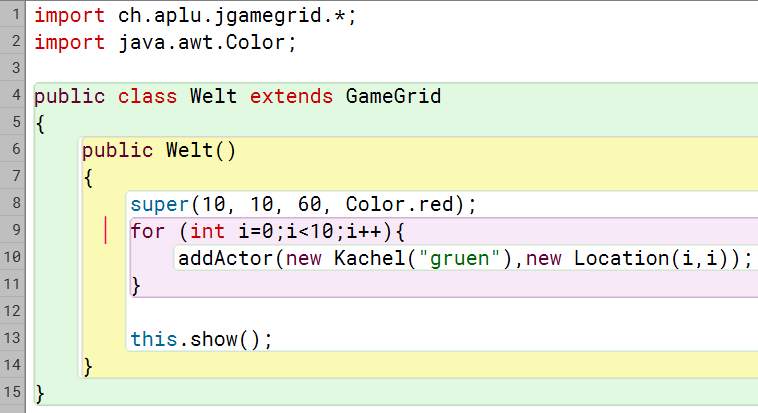 1 import ch.aplu.jgamegrid.*;
2 import java.awt.Color;
3
4 public class Welt extends GameGrid
5 {
6     public Welt()
7     {
8         super(10, 10, 60, Color.red);
9         for (int i=0;i<10;i++){
10             addActor(new Kachel("gruen"),new Location(i,i));
11         }
12
13         this.show();
14     }
15 }